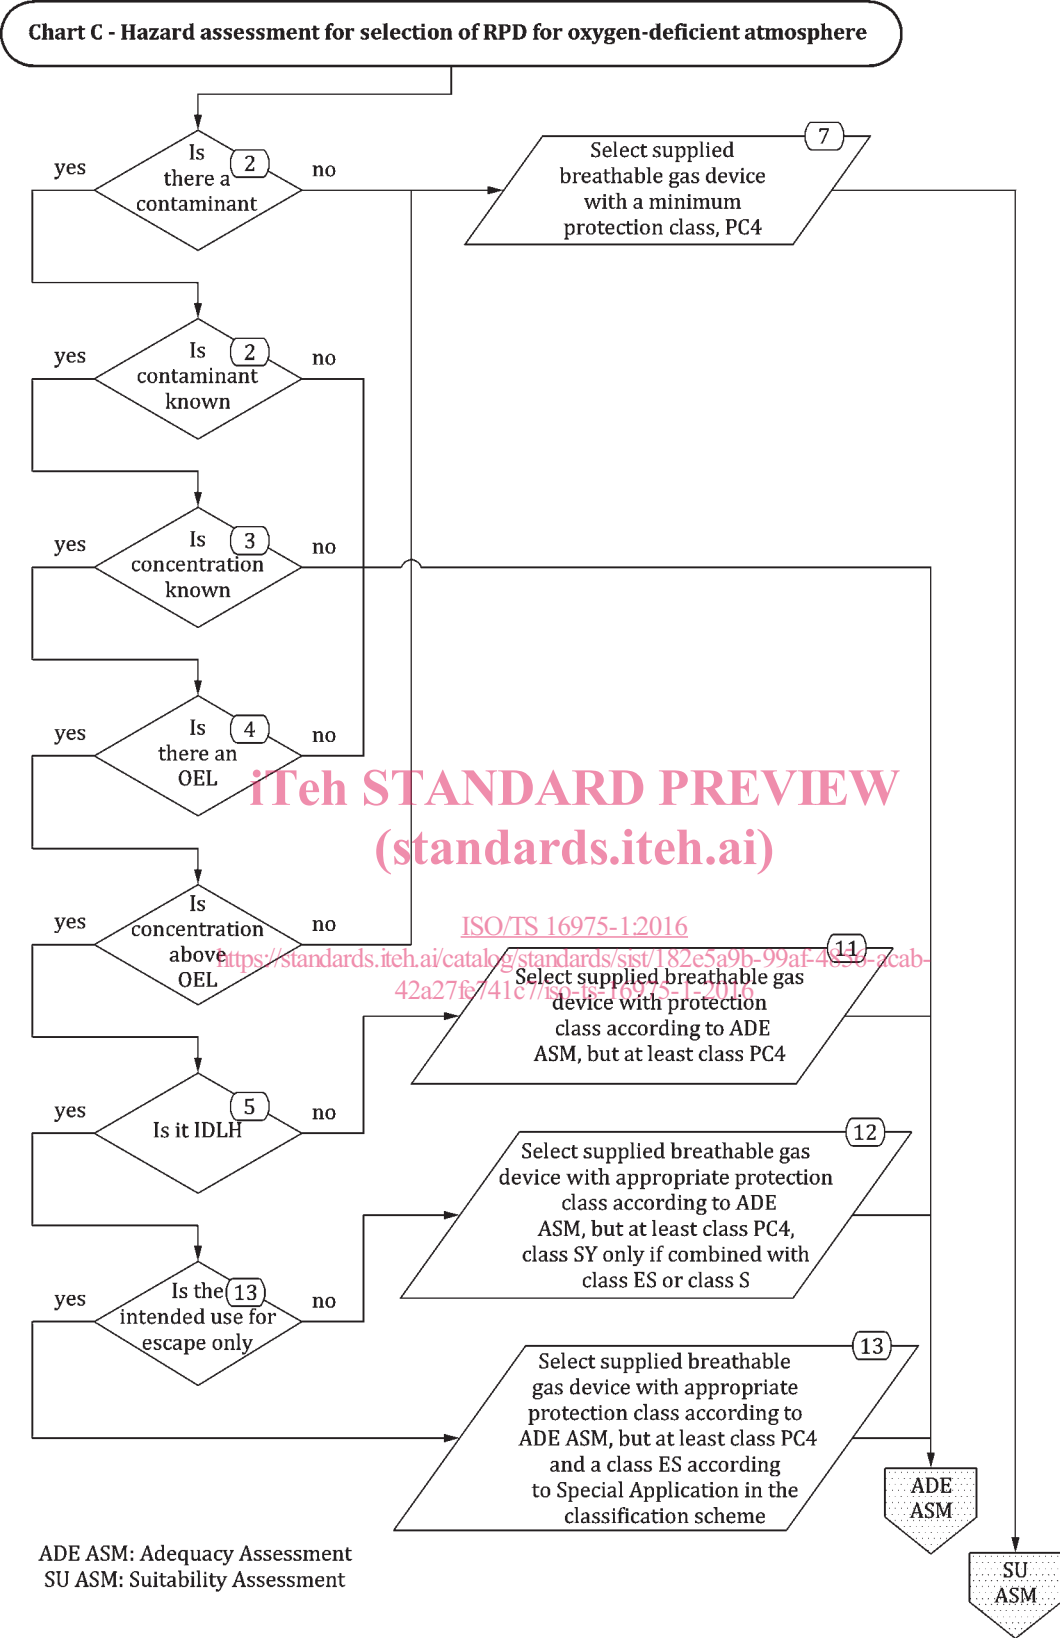 Chart C - Hazard assessment for selection of RPD for oxygen-deficient atmosphere
yes
Is
there a
contaminant
2
no
7
Select supplied
breathable gas device
with a minimum
protection class, PC4
yes
Is
contaminant
known
2
no
yes
Is
concentration
known
3
no
yes
Is
there an
OEL
4
no
iTeh STANDARD PREVIEW
(standards.iteh.ai)
yes
Is
concentration
above
OEL
no
ISO/TS 16975-1:2016
https://standards.iteh.ai/catalog/standards/sist/182e5a9b-99af-4856-acab-
42a27fe741c7/iso-ts-16975-1-2016
11
Select supplied breathable gas
device with protection
class according to ADE
ASM, but at least class PC4
yes
Is it IDLH
5
no
12
Select supplied breathable gas
device with appropriate protection
class according to ADE
ASM, but at least class PC4,
class SY only if combined with
class ES or class S
yes
Is the
intended use for
escape only
13
no
13
Select supplied breathable
gas device with appropriate
protection class according to
ADE ASM, but at least class PC4
and a class ES according
to Special Application in the
classification scheme
ADE
ASM
SU
ASM
ADE ASM: Adequacy Assessment
SU ASM: Suitability Assessment